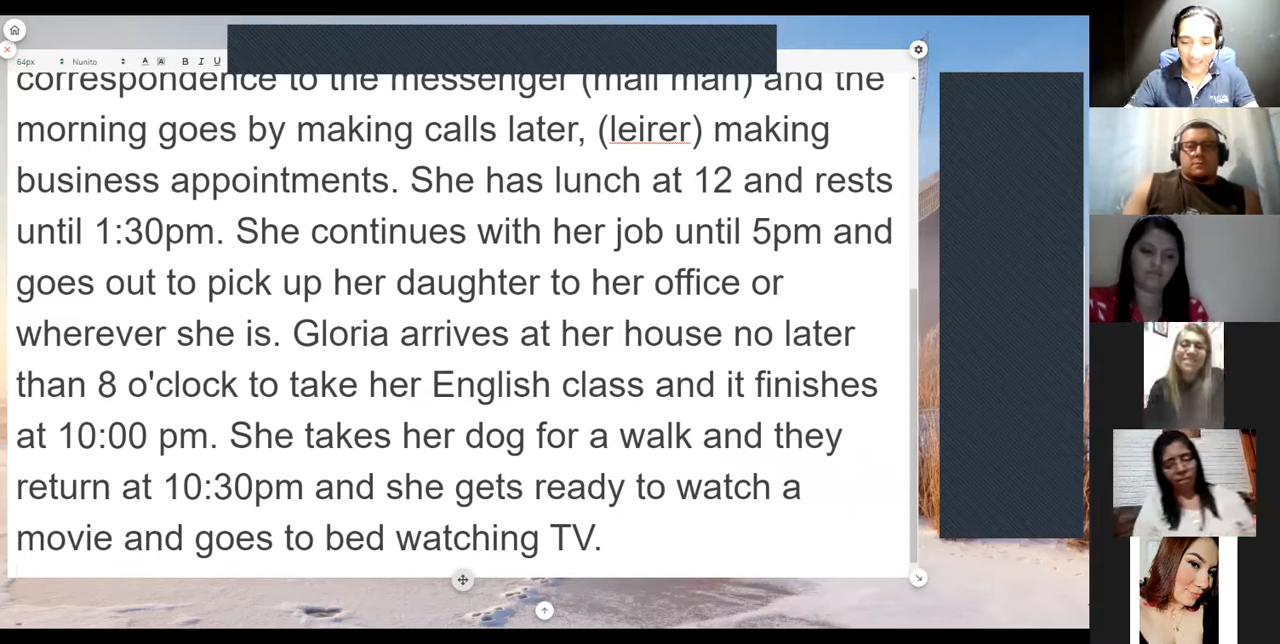 64px Nunito A A B I U
correspondence to the messenger (mail man) and the
morning goes by making calls later, (leirer) making
business appointments. She has lunch at 12 and rests
until 1:30pm. She continues with her job until 5pm and
goes out to pick up her daughter to her office or
wherever she is. Gloria arrives at her house no later
than 8 o'clock to take her English class and it finishes
at 10:00 pm. She takes her dog for a walk and they
return at 10:30pm and she gets ready to watch a
movie and goes to bed watching TV.